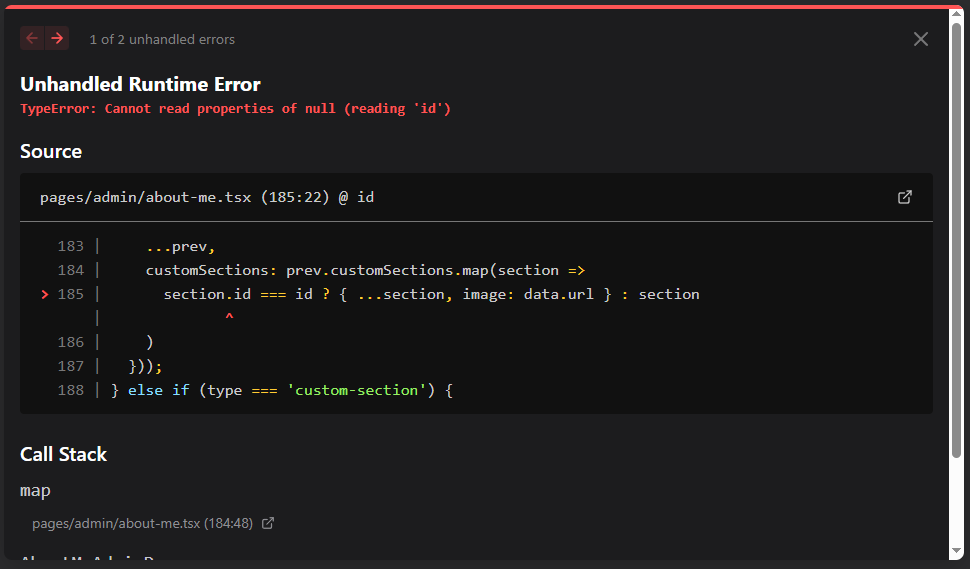 1 of 2 unhandled errors
Unhandled Runtime Error
TypeError: Cannot read properties of null (reading 'id')
Source
pages/admin/about-me.tsx (185:22) @ id
183 | ...prev,
184 | customSections: prev.customSections.map(section =>
> 185 | section.id === id ? { ...section, image: data.url } : section
| ^
186 | )
187 | }));
188 | } else if (type === 'custom-section') {
Call Stack
map
pages/admin/about-me.tsx (184:48)